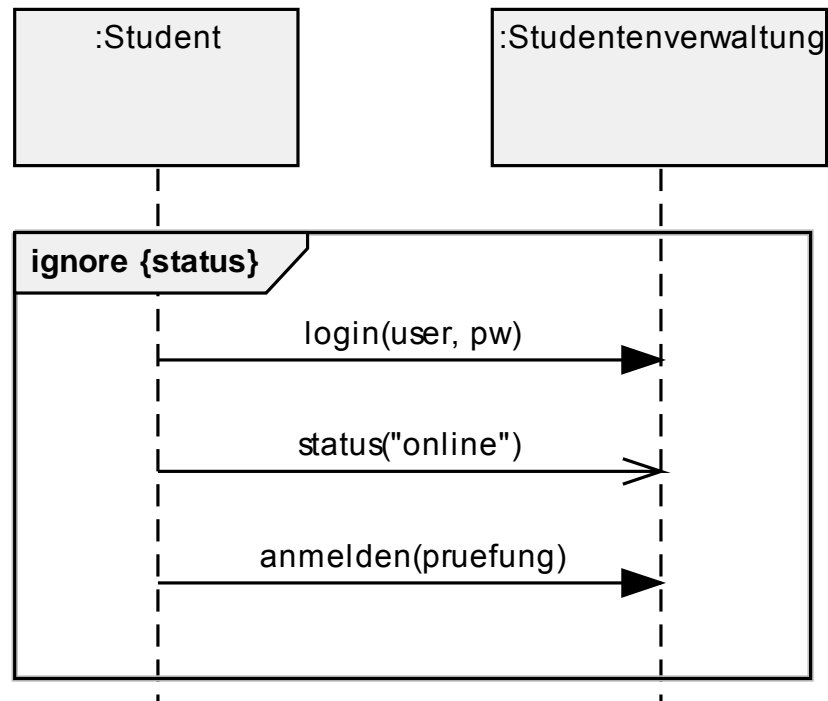 :Student
:Studentenverwaltung
ignore {status}
login(user, pw)
status("online")
anmelden(pruefung)